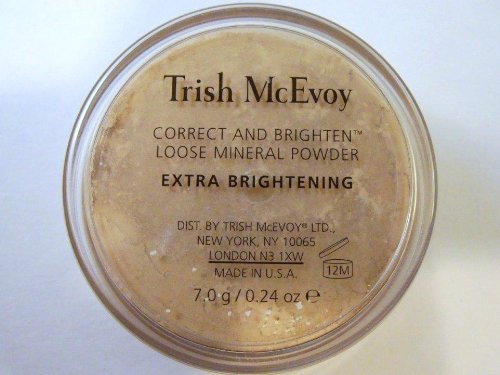 Trish McEvoy
CORRECT AND BRIGHTEN™
LOOSE MINERAL POWDER
EXTRA BRIGHTENING
DIST. BY TRISH McEVOY® LTD.,
NEW YORK, NY 10065
LONDON N3 1XW
MADE IN U.S.A.
12M
7.0 g / 0.24 oz ℮